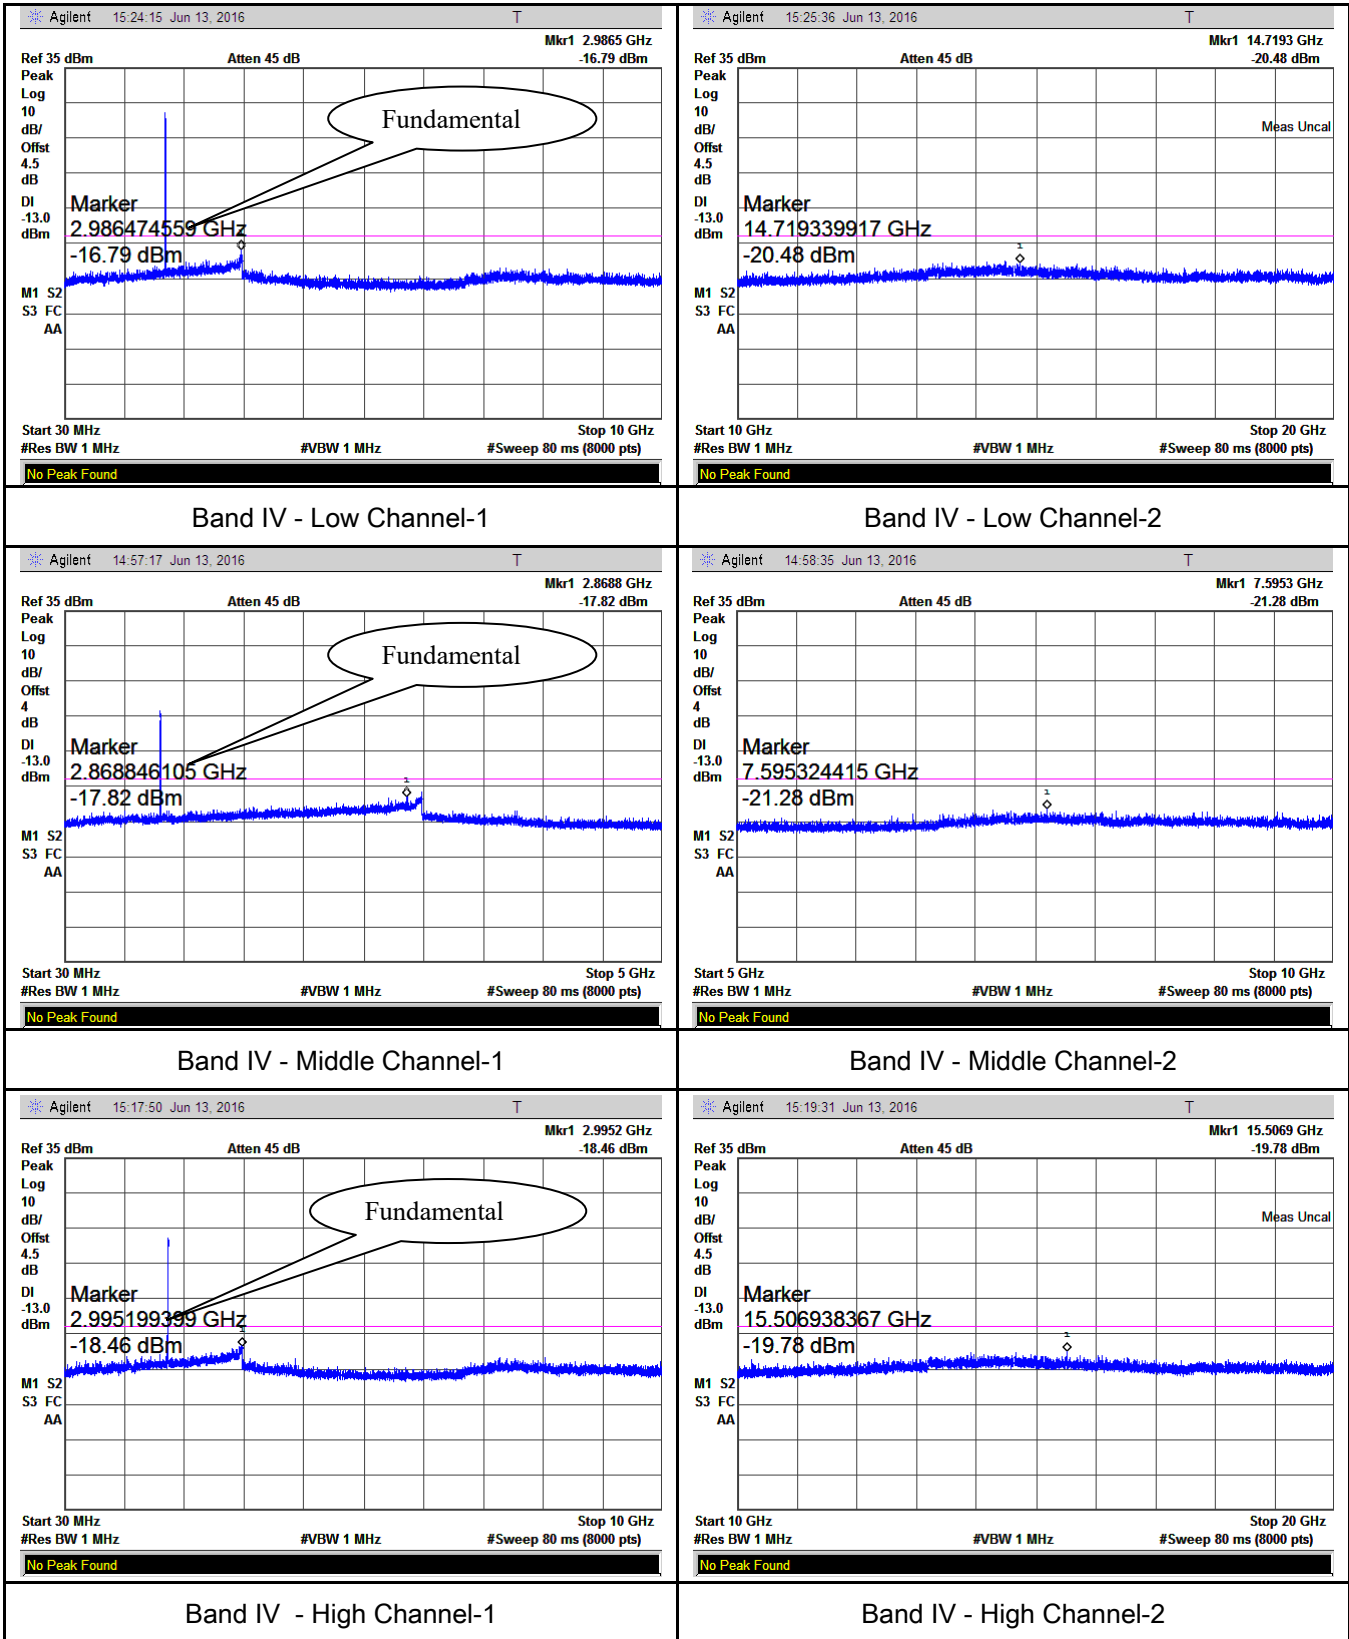 Agilent 15:24:15 Jun 13, 2016 T
Mkr1 2.9865 GHz
Ref 35 dBm Atten 45 dB -16.79 dBm
Peak
Log
10
dB/
Offst
4.5
dB
DI
-13.0
dBm
Fundamental
Marker
2.986474559 GHz
-16.79 dBm
1
M1 S2
S3 FC
AA
Start 30 MHz Stop 10 GHz
#Res BW 1 MHz #VBW 1 MHz #Sweep 80 ms (8000 pts)
No Peak Found
Band IV - Low Channel-1
Agilent 15:25:36 Jun 13, 2016 T
Mkr1 14.7193 GHz
Ref 35 dBm Atten 45 dB -20.48 dBm
Peak
Log
10
dB/
Offst
4.5
dB
DI
-13.0
dBm
Meas Uncal
Marker
14.719339917 GHz
-20.48 dBm
1
M1 S2
S3 FC
AA
Start 10 GHz Stop 20 GHz
#Res BW 1 MHz #VBW 1 MHz #Sweep 80 ms (8000 pts)
No Peak Found
Band IV - Low Channel-2
Agilent 14:57:17 Jun 13, 2016 T
Mkr1 2.8688 GHz
Ref 35 dBm Atten 45 dB -17.82 dBm
Peak
Log
10
dB/
Offst
4
dB
DI
-13.0
dBm
Fundamental
Marker
2.868846105 GHz
-17.82 dBm
1
M1 S2
S3 FC
AA
Start 30 MHz Stop 5 GHz
#Res BW 1 MHz #VBW 1 MHz #Sweep 80 ms (8000 pts)
No Peak Found
Band IV - Middle Channel-1
Agilent 14:58:35 Jun 13, 2016 T
Mkr1 7.5953 GHz
Ref 35 dBm Atten 45 dB -21.28 dBm
Peak
Log
10
dB/
Offst
4
dB
DI
-13.0
dBm
Marker
7.595324415 GHz
-21.28 dBm
1
M1 S2
S3 FC
AA
Start 5 GHz Stop 10 GHz
#Res BW 1 MHz #VBW 1 MHz #Sweep 80 ms (8000 pts)
No Peak Found
Band IV - Middle Channel-2
Agilent 15:17:50 Jun 13, 2016 T
Mkr1 2.9952 GHz
Ref 35 dBm Atten 45 dB -18.46 dBm
Peak
Log
10
dB/
Offst
4.5
dB
DI
-13.0
dBm
Fundamental
Marker
2.995199399 GHz
-18.46 dBm
1
M1 S2
S3 FC
AA
Start 30 MHz Stop 10 GHz
#Res BW 1 MHz #VBW 1 MHz #Sweep 80 ms (8000 pts)
No Peak Found
Band IV - High Channel-1
Agilent 15:19:31 Jun 13, 2016 T
Mkr1 15.5069 GHz
Ref 35 dBm Atten 45 dB -19.78 dBm
Peak
Log
10
dB/
Offst
4.5
dB
DI
-13.0
dBm
Meas Uncal
Marker
15.506938367 GHz
-19.78 dBm
1
M1 S2
S3 FC
AA
Start 10 GHz Stop 20 GHz
#Res BW 1 MHz #VBW 1 MHz #Sweep 80 ms (8000 pts)
No Peak Found
Band IV - High Channel-2